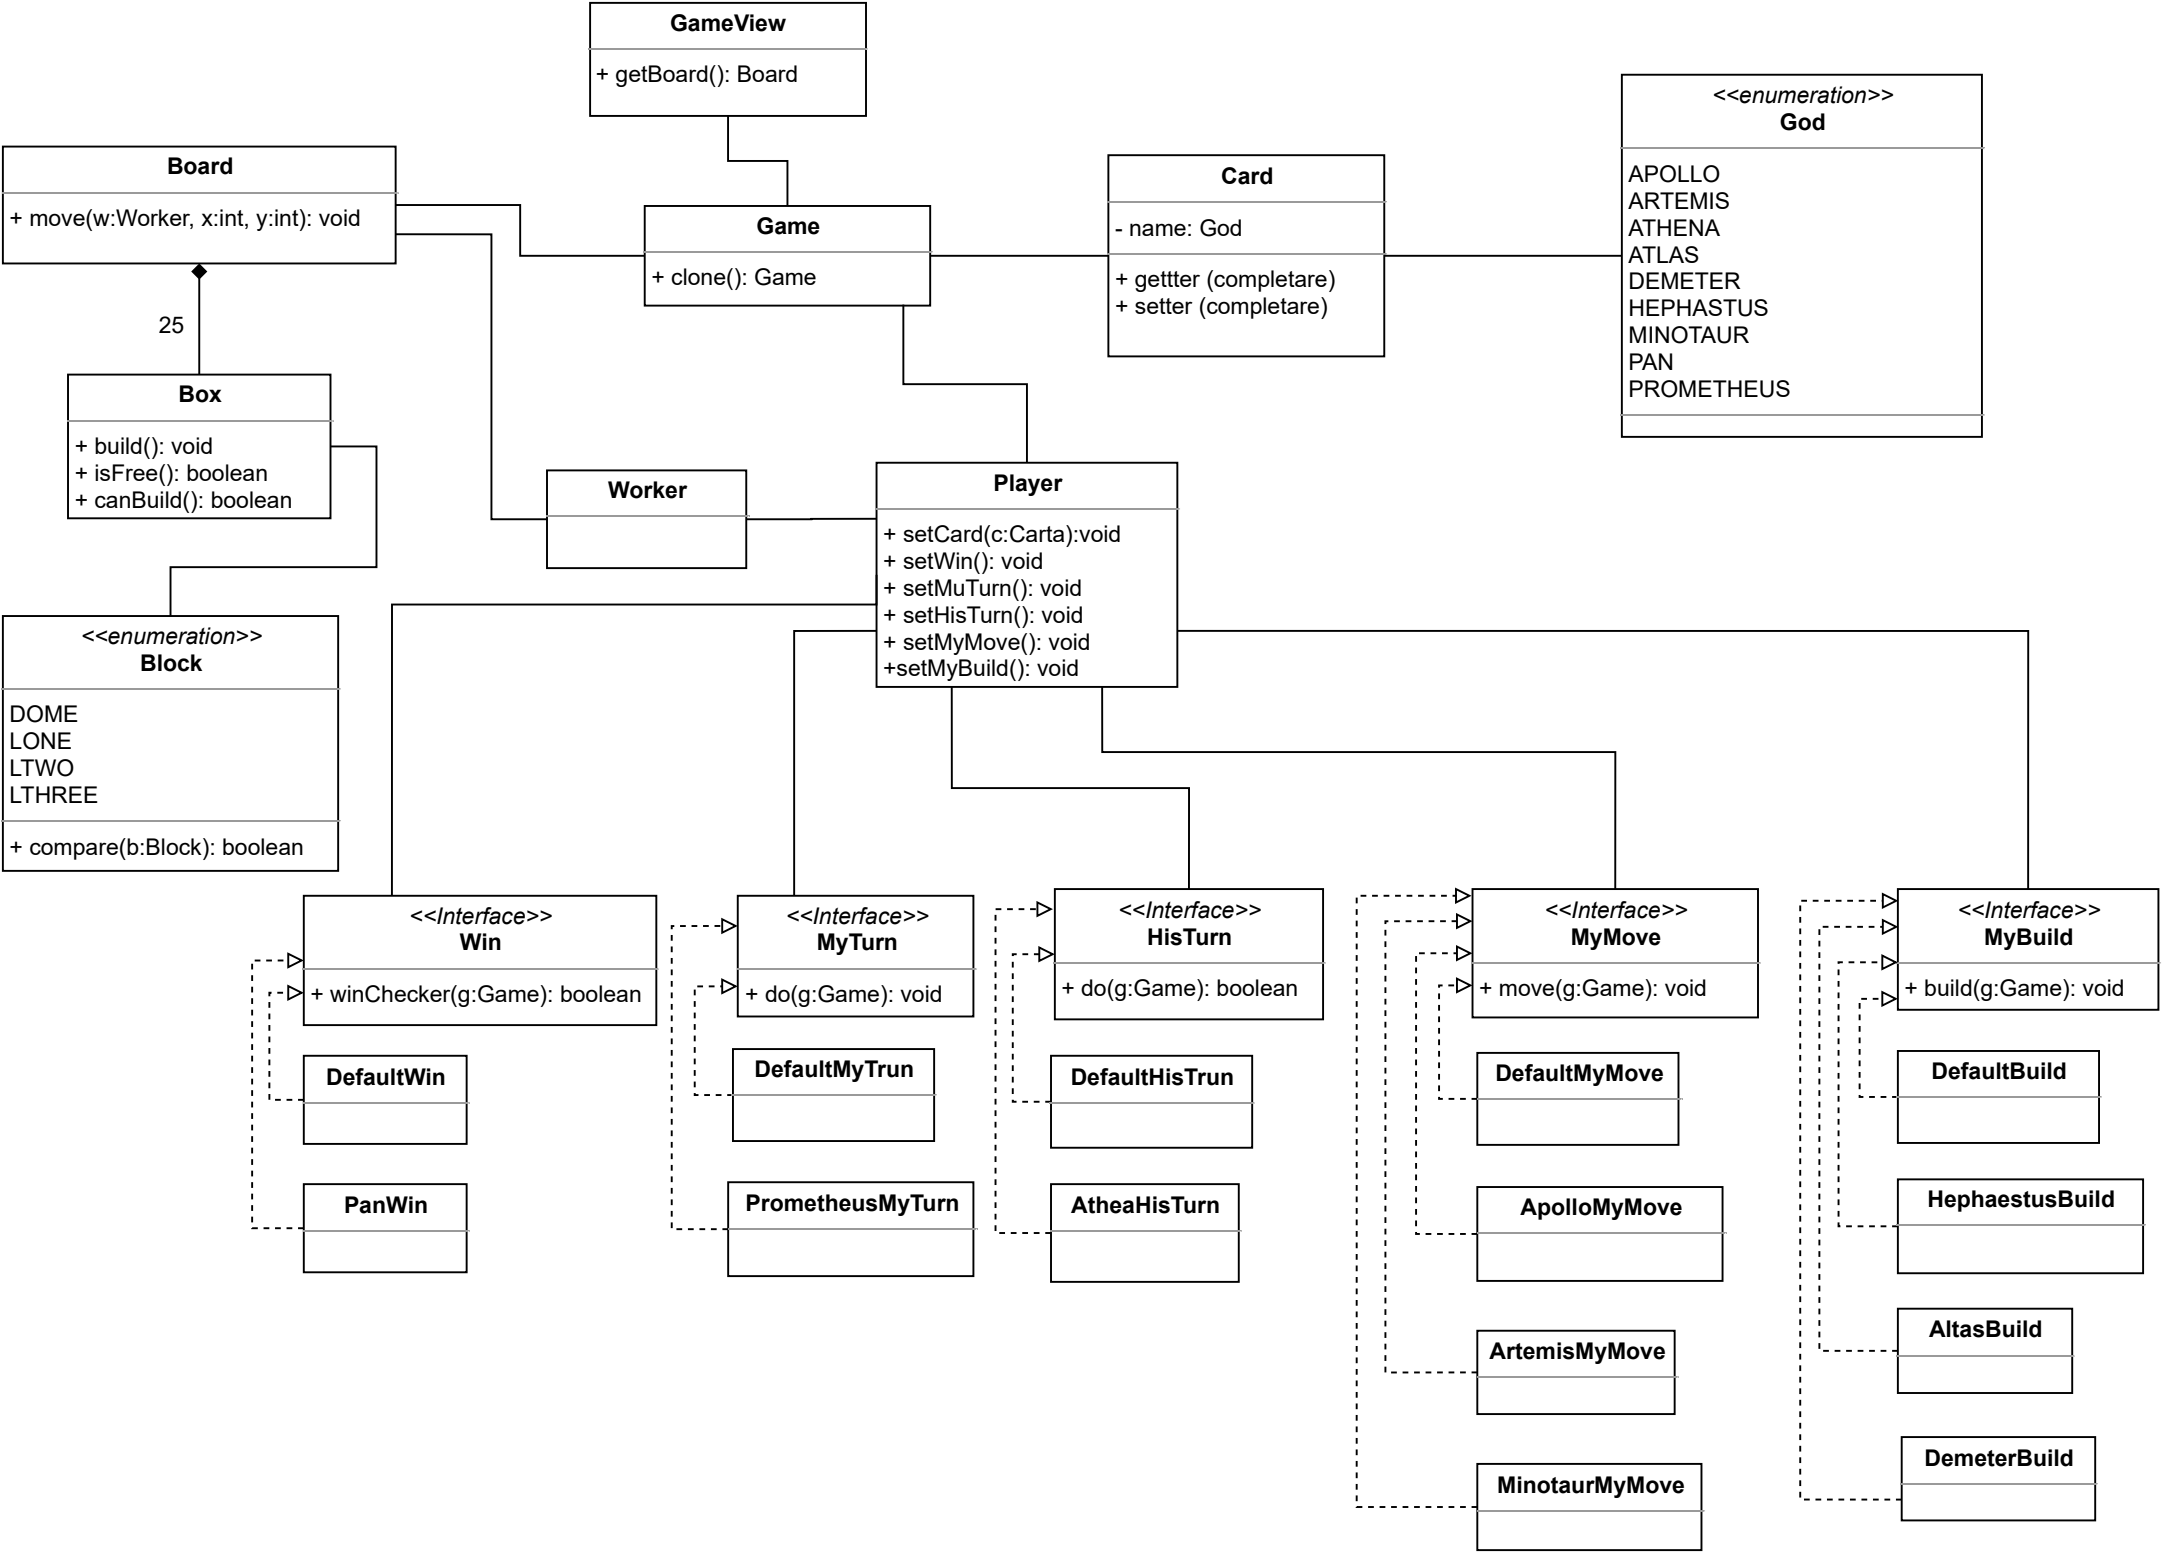 GameView
+ getBoard(): Board
<<enumeration>>
God
APOLLO
ARTEMIS
ATHENA
ATLAS
DEMETER
HEPHASTUS
MINOTAUR
PAN
PROMETHEUS
Board
+ move(w:Worker, x:int, y:int): void
Card
- name: God
+ gettter (completare)
+ setter (completare)
Game
+ clone(): Game
25
Box
+ build(): void
+ isFree(): boolean
+ canBuild(): boolean
Worker
Player
+ setCard(c:Carta):void
+ setWin(): void
+ setMuTurn(): void
+ setHisTurn(): void
+ setMyMove(): void
+setMyBuild(): void
<<enumeration>>
Block
DOME
LONE
LTWO
LTHREE
+ compare(b:Block): boolean
<<Interface>>
Win
+ winChecker(g:Game): boolean
<<Interface>>
MyTurn
+ do(g:Game): void
<<Interface>>
HisTurn
+ do(g:Game): boolean
<<Interface>>
MyMove
+ move(g:Game): void
<<Interface>>
MyBuild
+ build(g:Game): void
DefaultWin
DefaultMyTrun
DefaultHisTrun
DefaultMyMove
DefaultBuild
PanWin
PrometheusMyTurn
AtheaHisTurn
ApolloMyMove
HephaestusBuild
ArtemisMyMove
AltasBuild
MinotaurMyMove
DemeterBuild